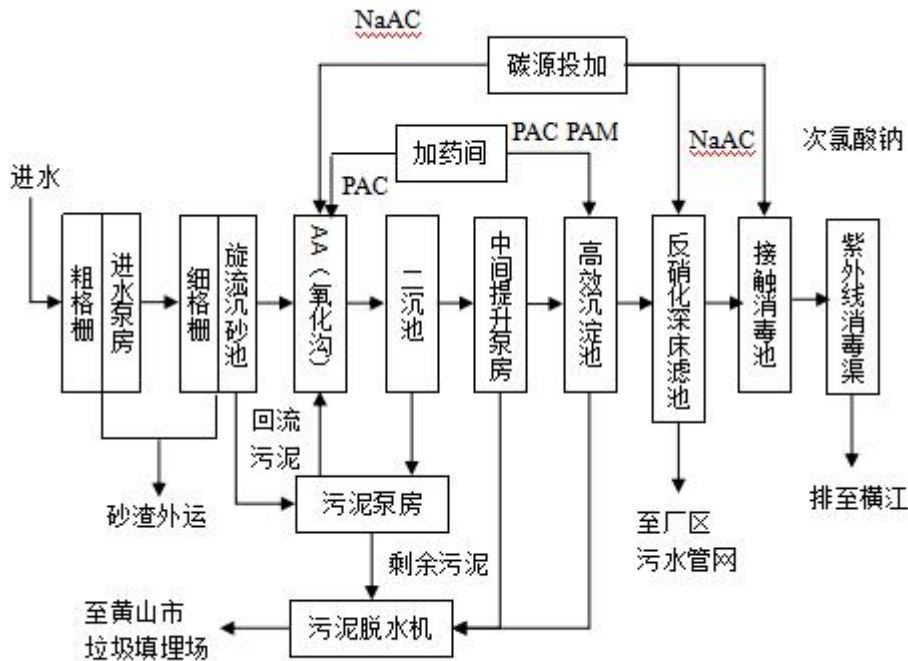 NaAC
碳源投加
PAC PAM
加药间
NaAC
次氯酸钠
进水
PAC
粗格栅
进水泵房
细格栅
旋流沉砂池
AA（氧化沟）
二沉池
中间提升泵房
高效沉淀池
反硝化深床滤池
接触消毒池
紫外线消毒渠
回流
污泥
砂渣外运
污泥泵房
至厂区
污水管网
排至横江
剩余污泥
至黄山市
垃圾填埋场
污泥脱水机